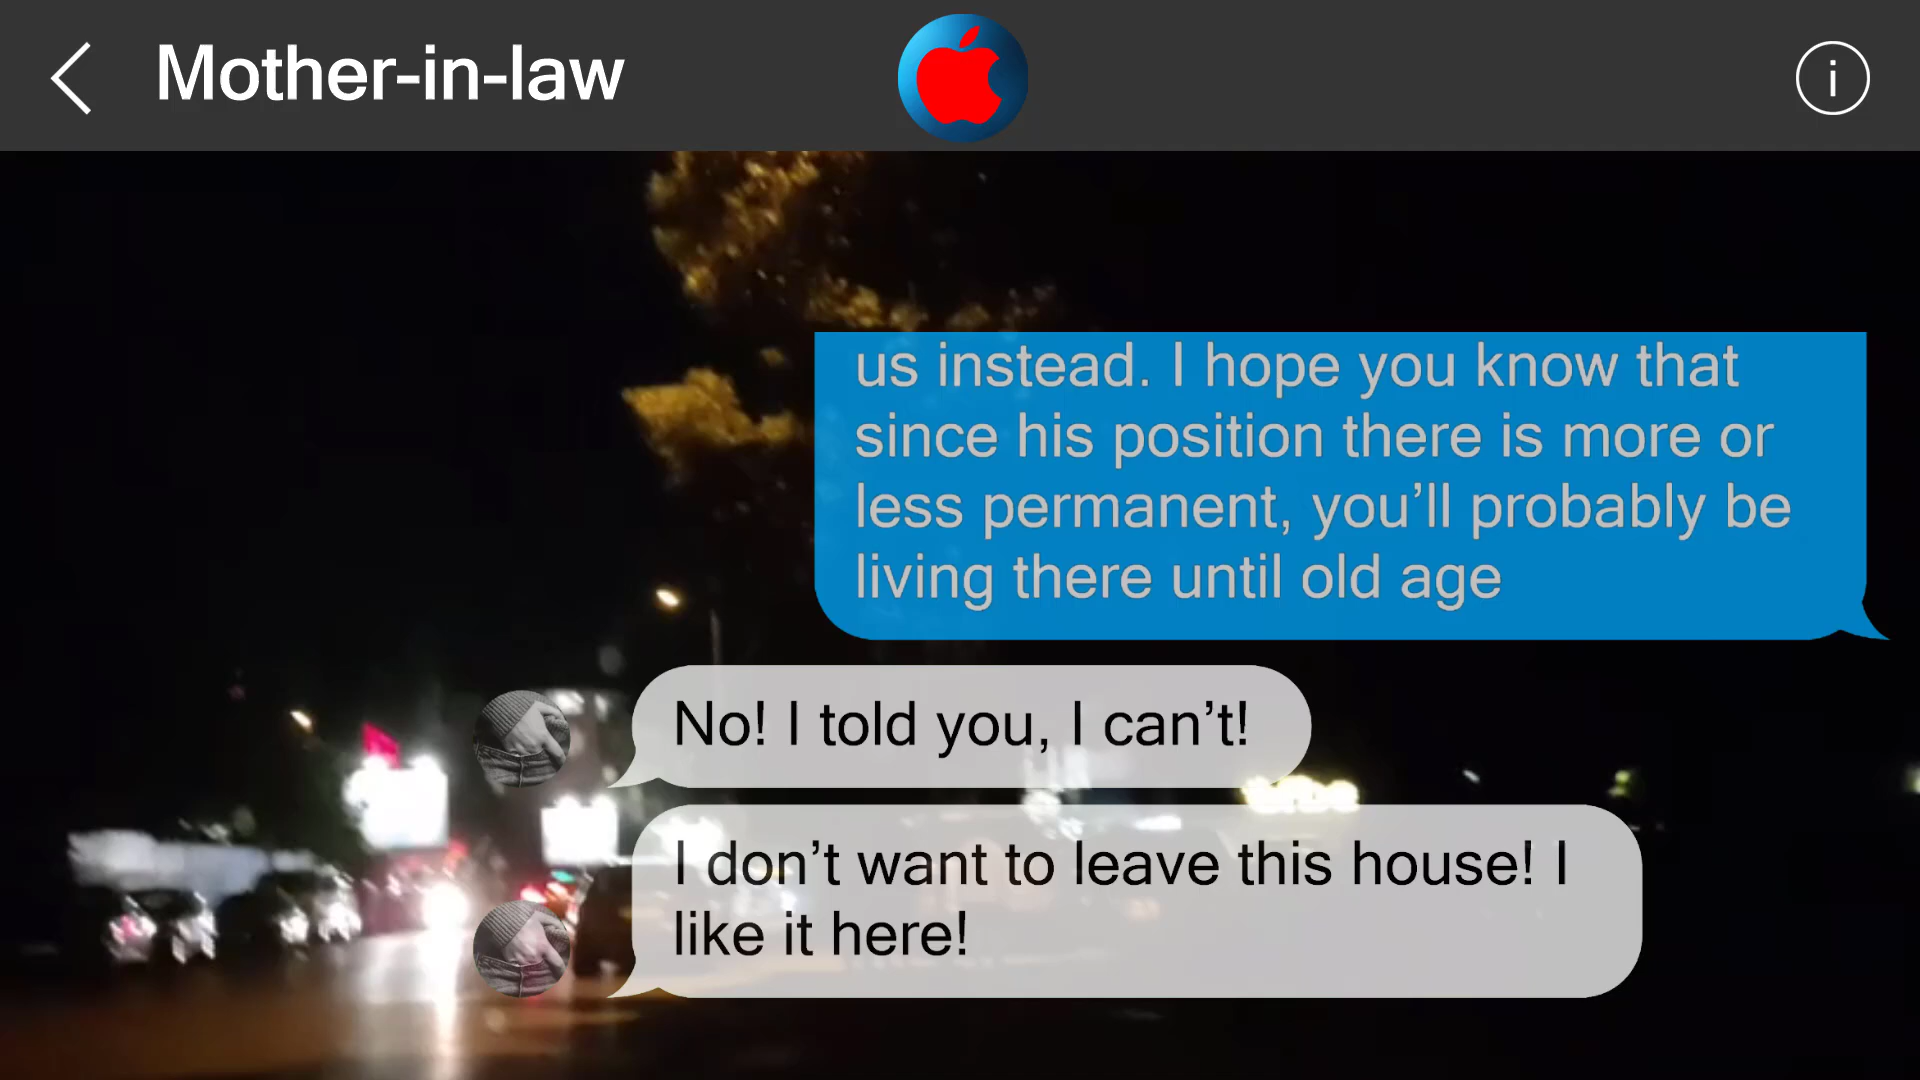 Mother-in-law
i
us instead. I hope you know that
since his position there is more or
less permanent, you’ll probably be
living there until old age
No! I told you, I can’t!
I don’t want to leave this house! I
like it here!